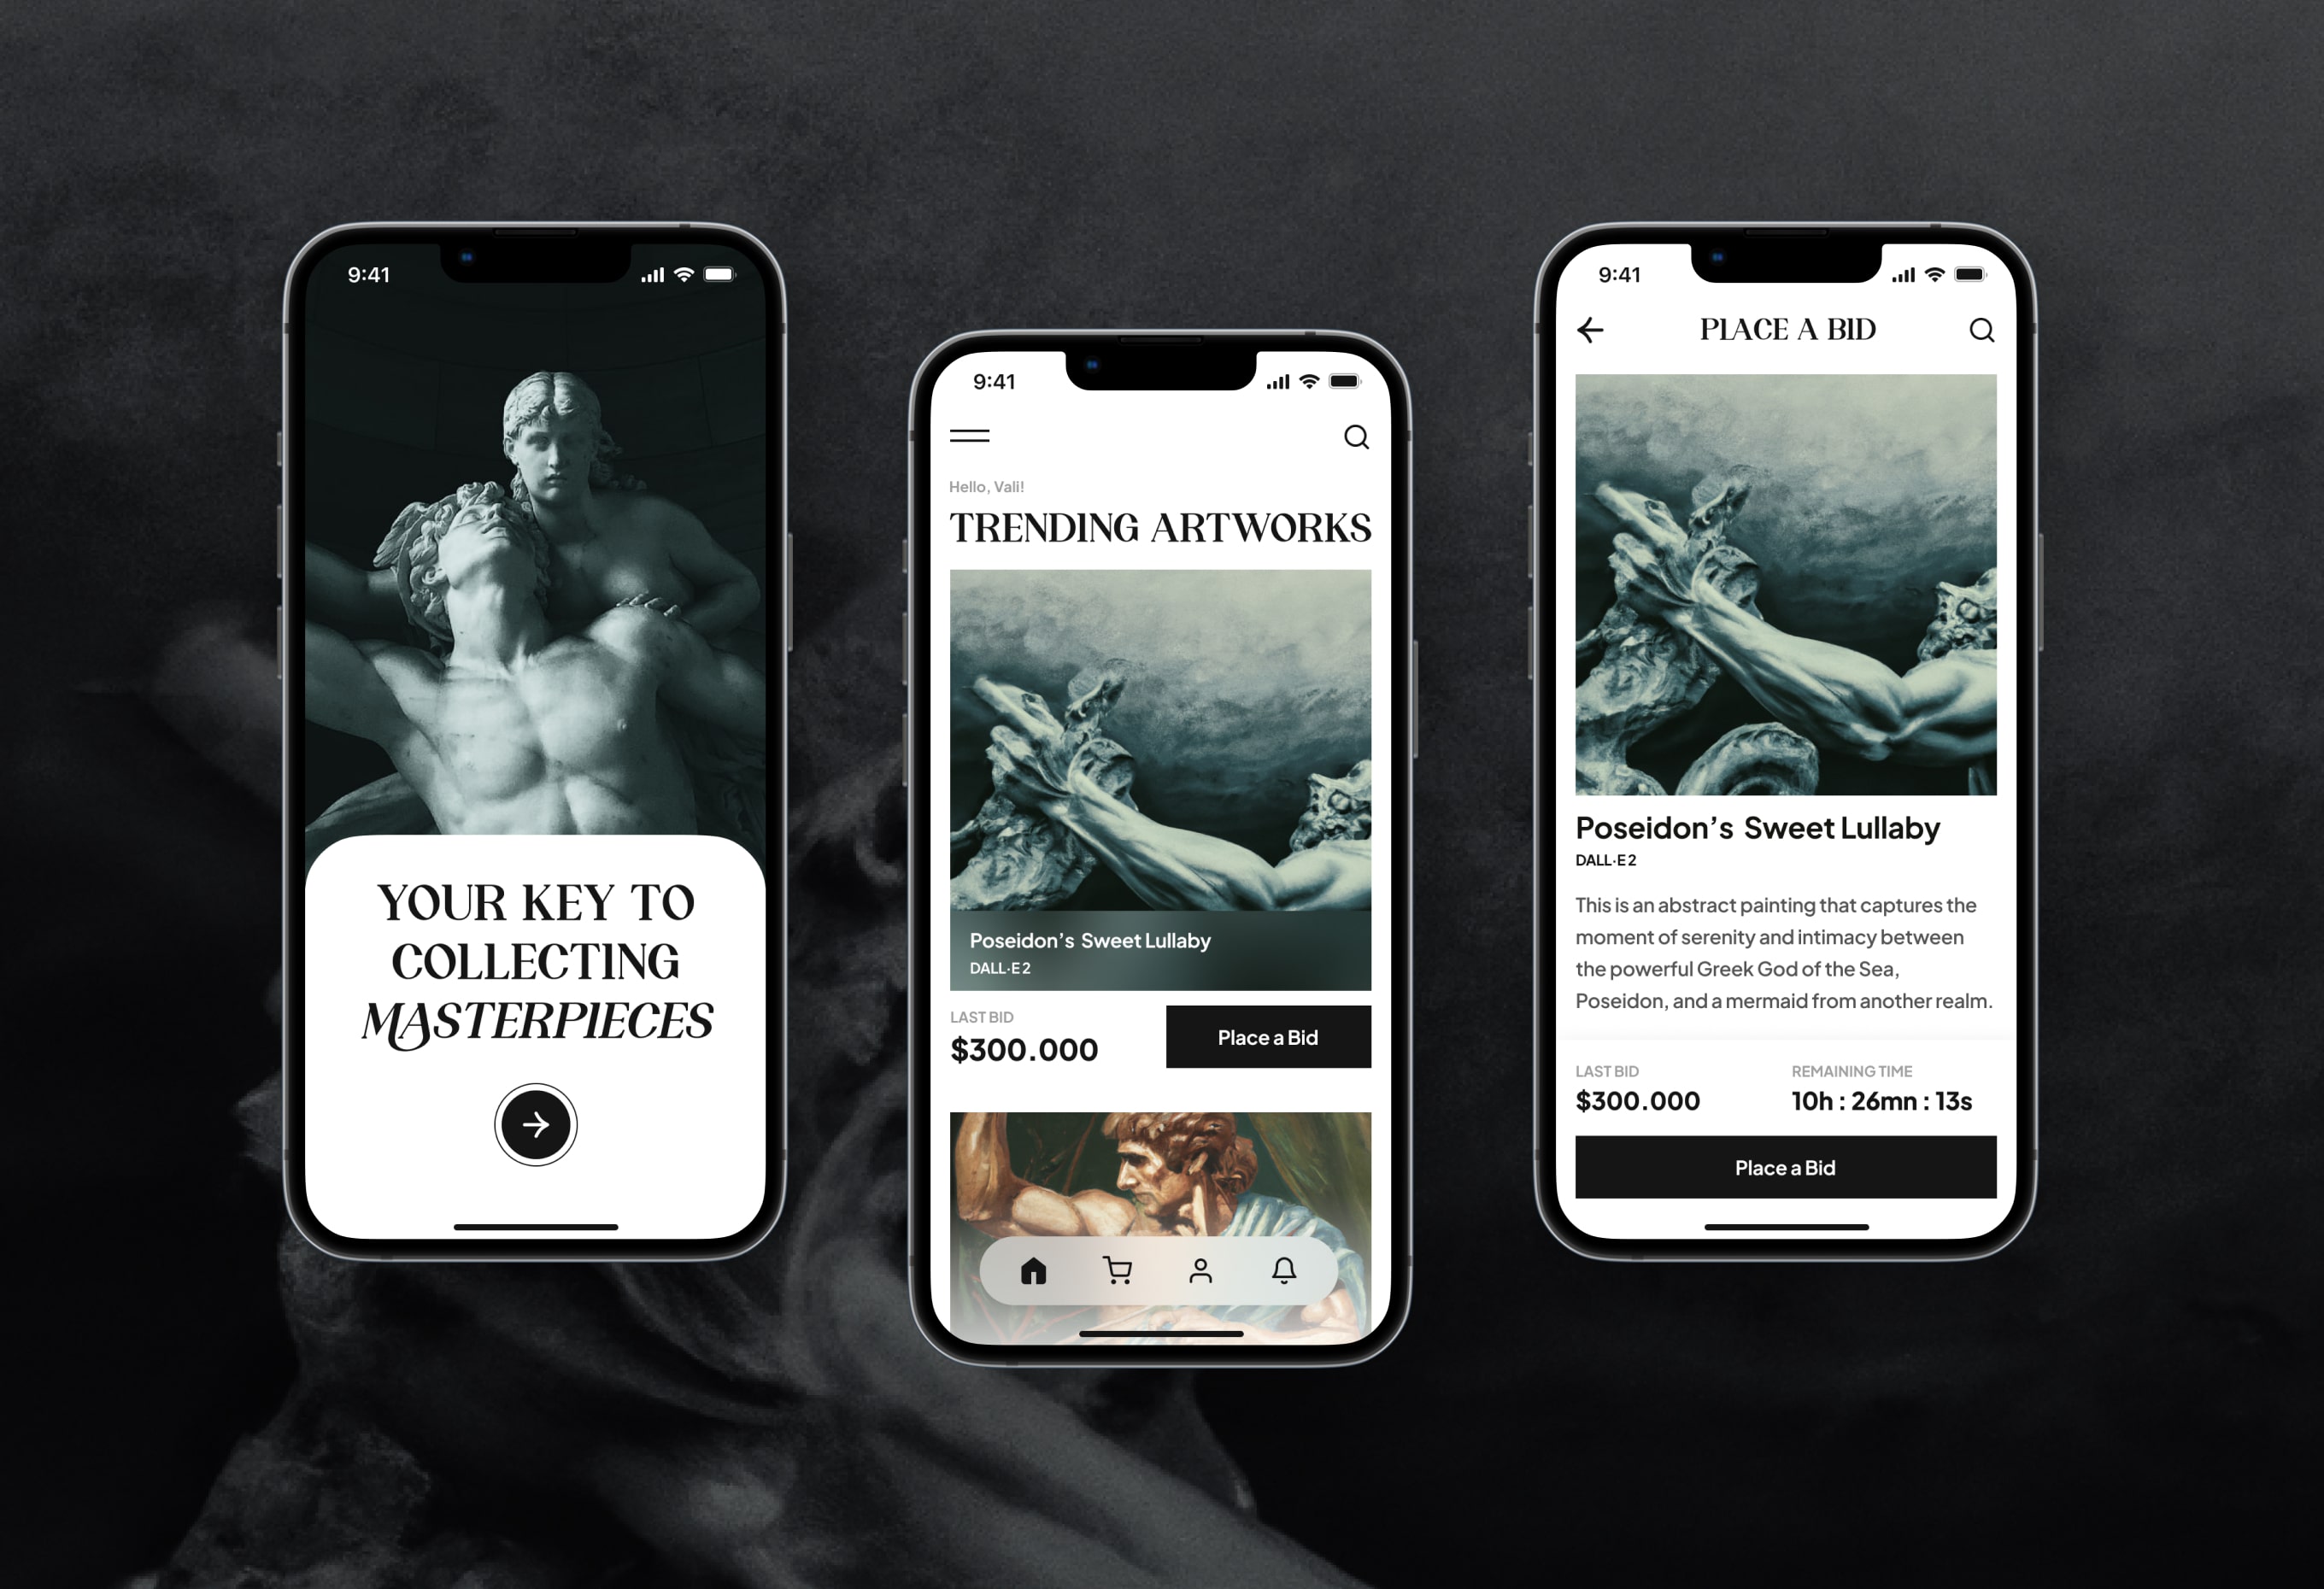 9:41
YOUR KEY TO
COLLECTING
MASTERPIECES
9:41
Hello, Vali!
TRENDING ARTWORKS
Poseidon’s Sweet Lullaby
DALL·E 2
LAST BID
$300.000
Place a Bid
9:41
PLACE A BID
Poseidon’s Sweet Lullaby
DALL·E 2
This is an abstract painting that captures the
moment of serenity and intimacy between
the powerful Greek God of the Sea,
Poseidon, and a mermaid from another realm.
LAST BID
REMAINING TIME
$300.000
10h : 26mn : 13s
Place a Bid